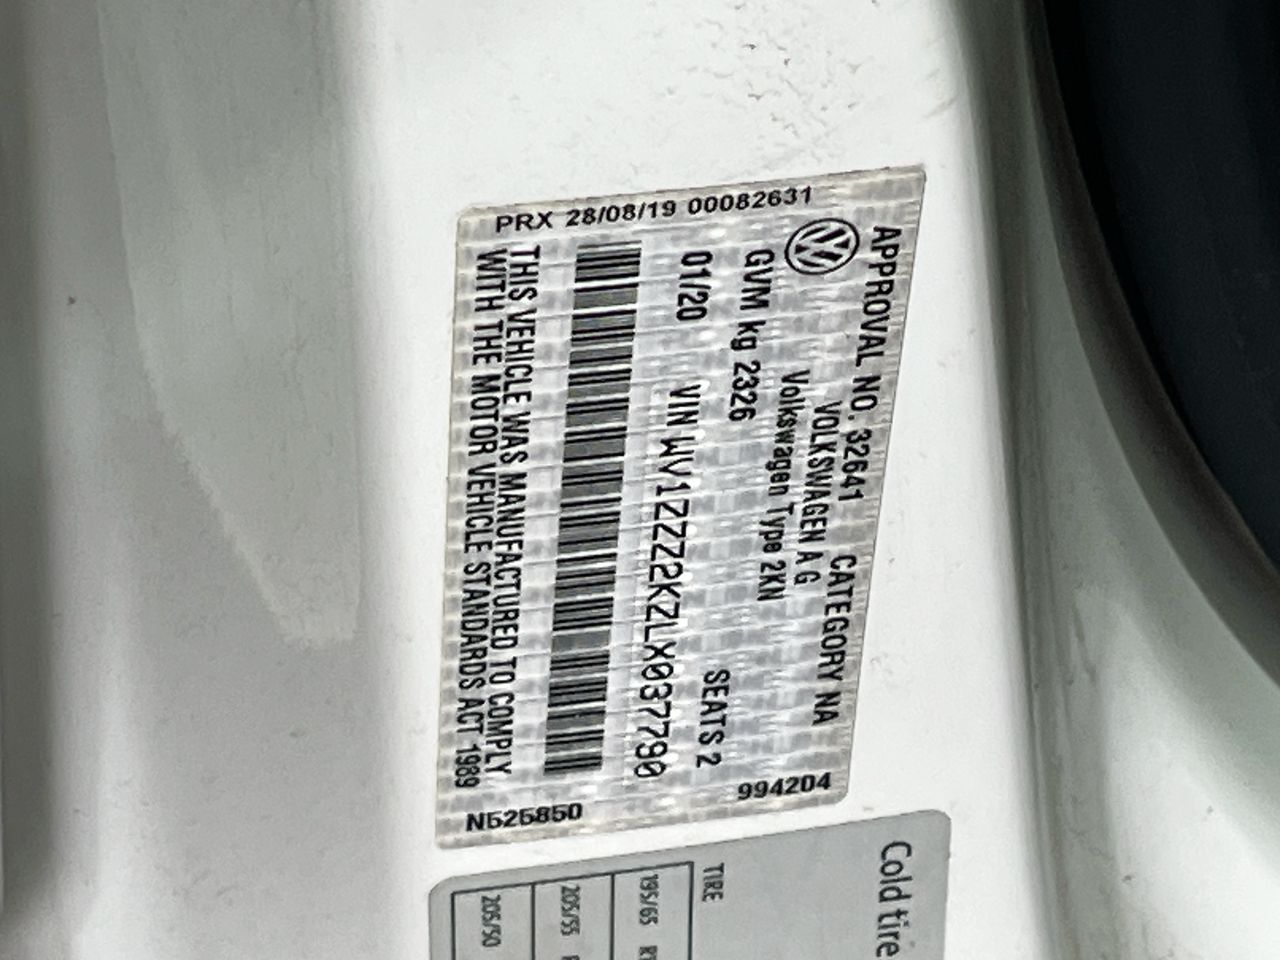 PRX 28/08/19 00082631
APPROVAL NO. 32641 CATEGORY NA
VOLKSWAGEN A G
Volkswagen Type 2KN
GVM kg 2326 SEATS 2
01/20 VIN WV1ZZZ2KZLX037790
THIS VEHICLE WAS MANUFACTURED TO COMPLY
WITH THE MOTOR VEHICLE STANDARDS ACT 1989
994204
N525850
Cold tire
TIRE
195/65
205/55
205/50